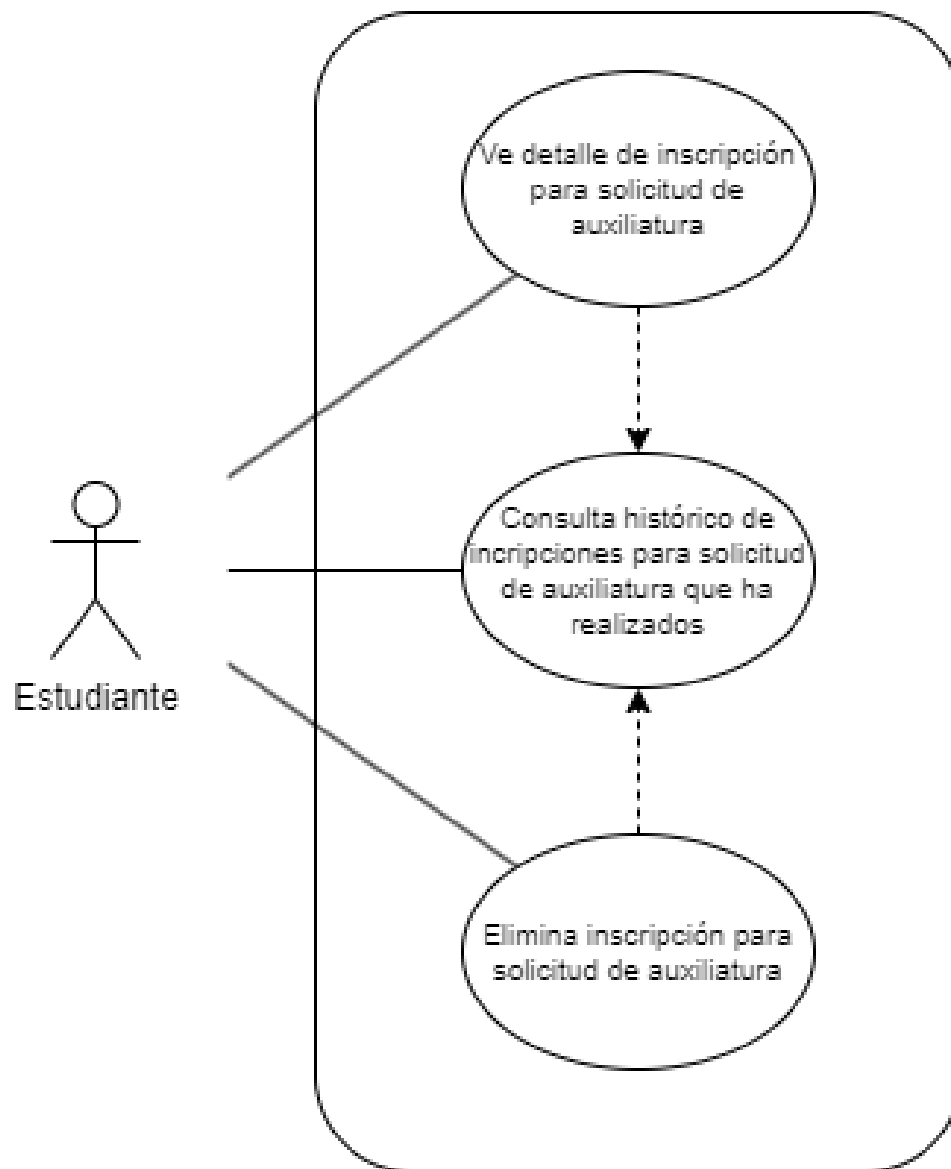 Ve detalle de inscripción
para solicitud de
auxiliatura
Consulta histórico de
incripciones para solicitud
de auxiliatura que ha
realizados
Estudiante
Elimina inscripción para
solicitud de auxiliatura